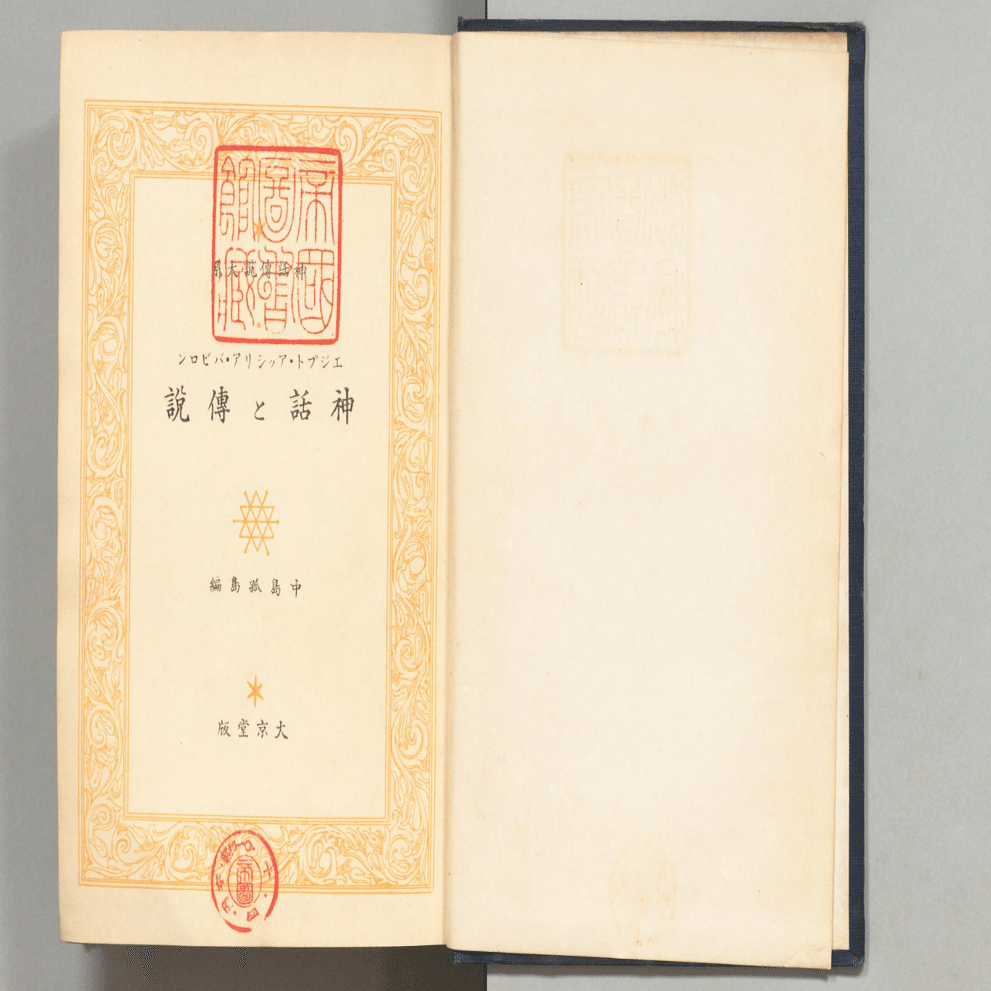 帝國
圖書
館藏
神話傳說大系
エジプト・アッシリア・バビロン
神話と傳說
中島孤島編
大京堂版
帝圖